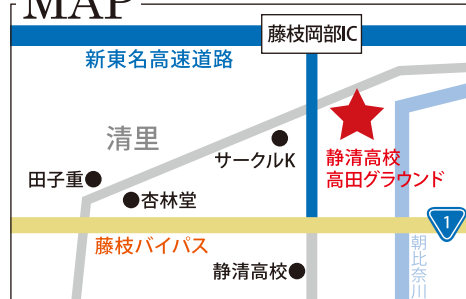 MAP
藤枝岡部IC
新東名高速道路
清里
サークルK
静清高校
高田グラウンド
田子重
杏林堂
1
藤枝バイパス
朝比奈川
静清高校